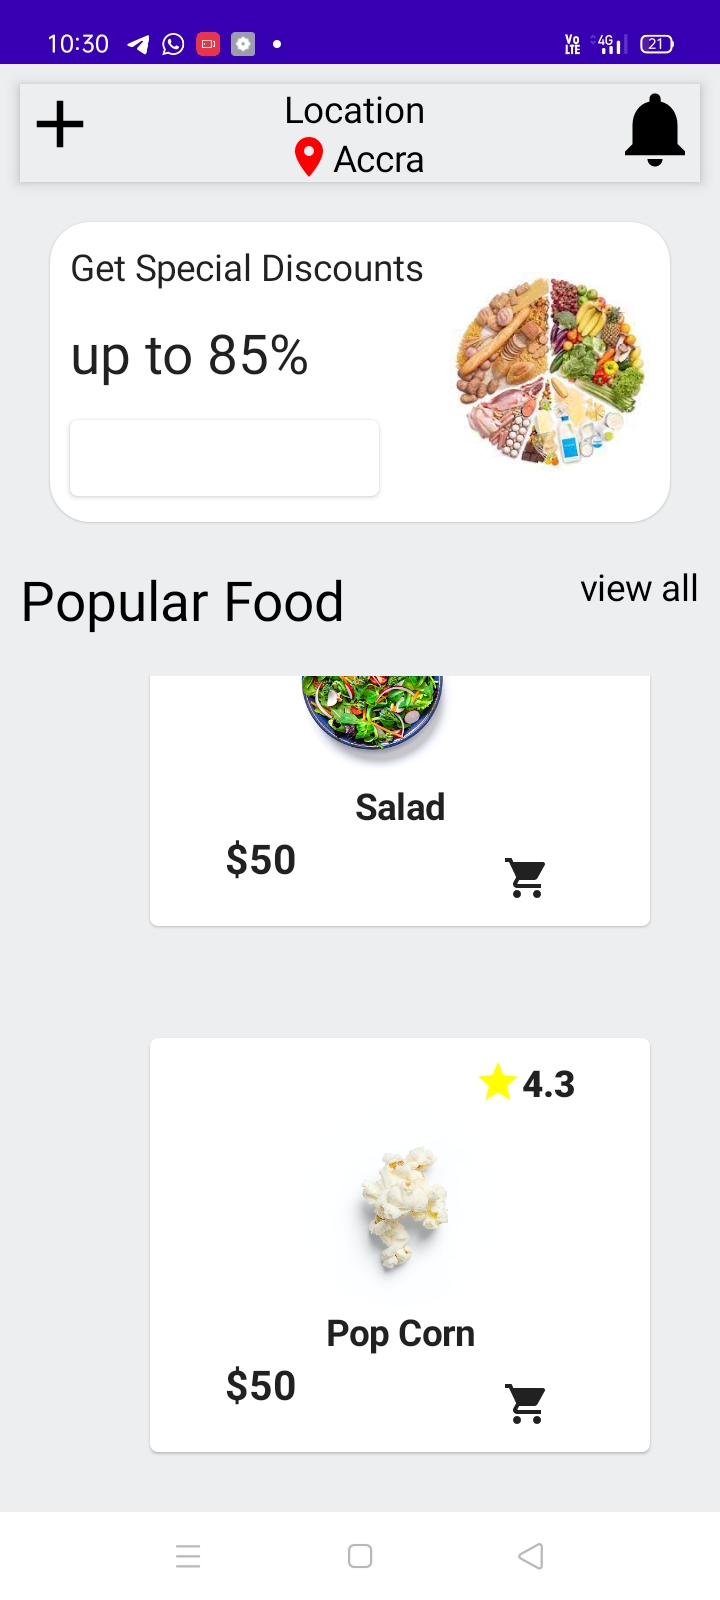 10:30
Vo LTE 4G 21
Location
Accra
Get Special Discounts
up to 85%
Popular Food
view all
Salad
$50
4.3
Pop Corn
$50